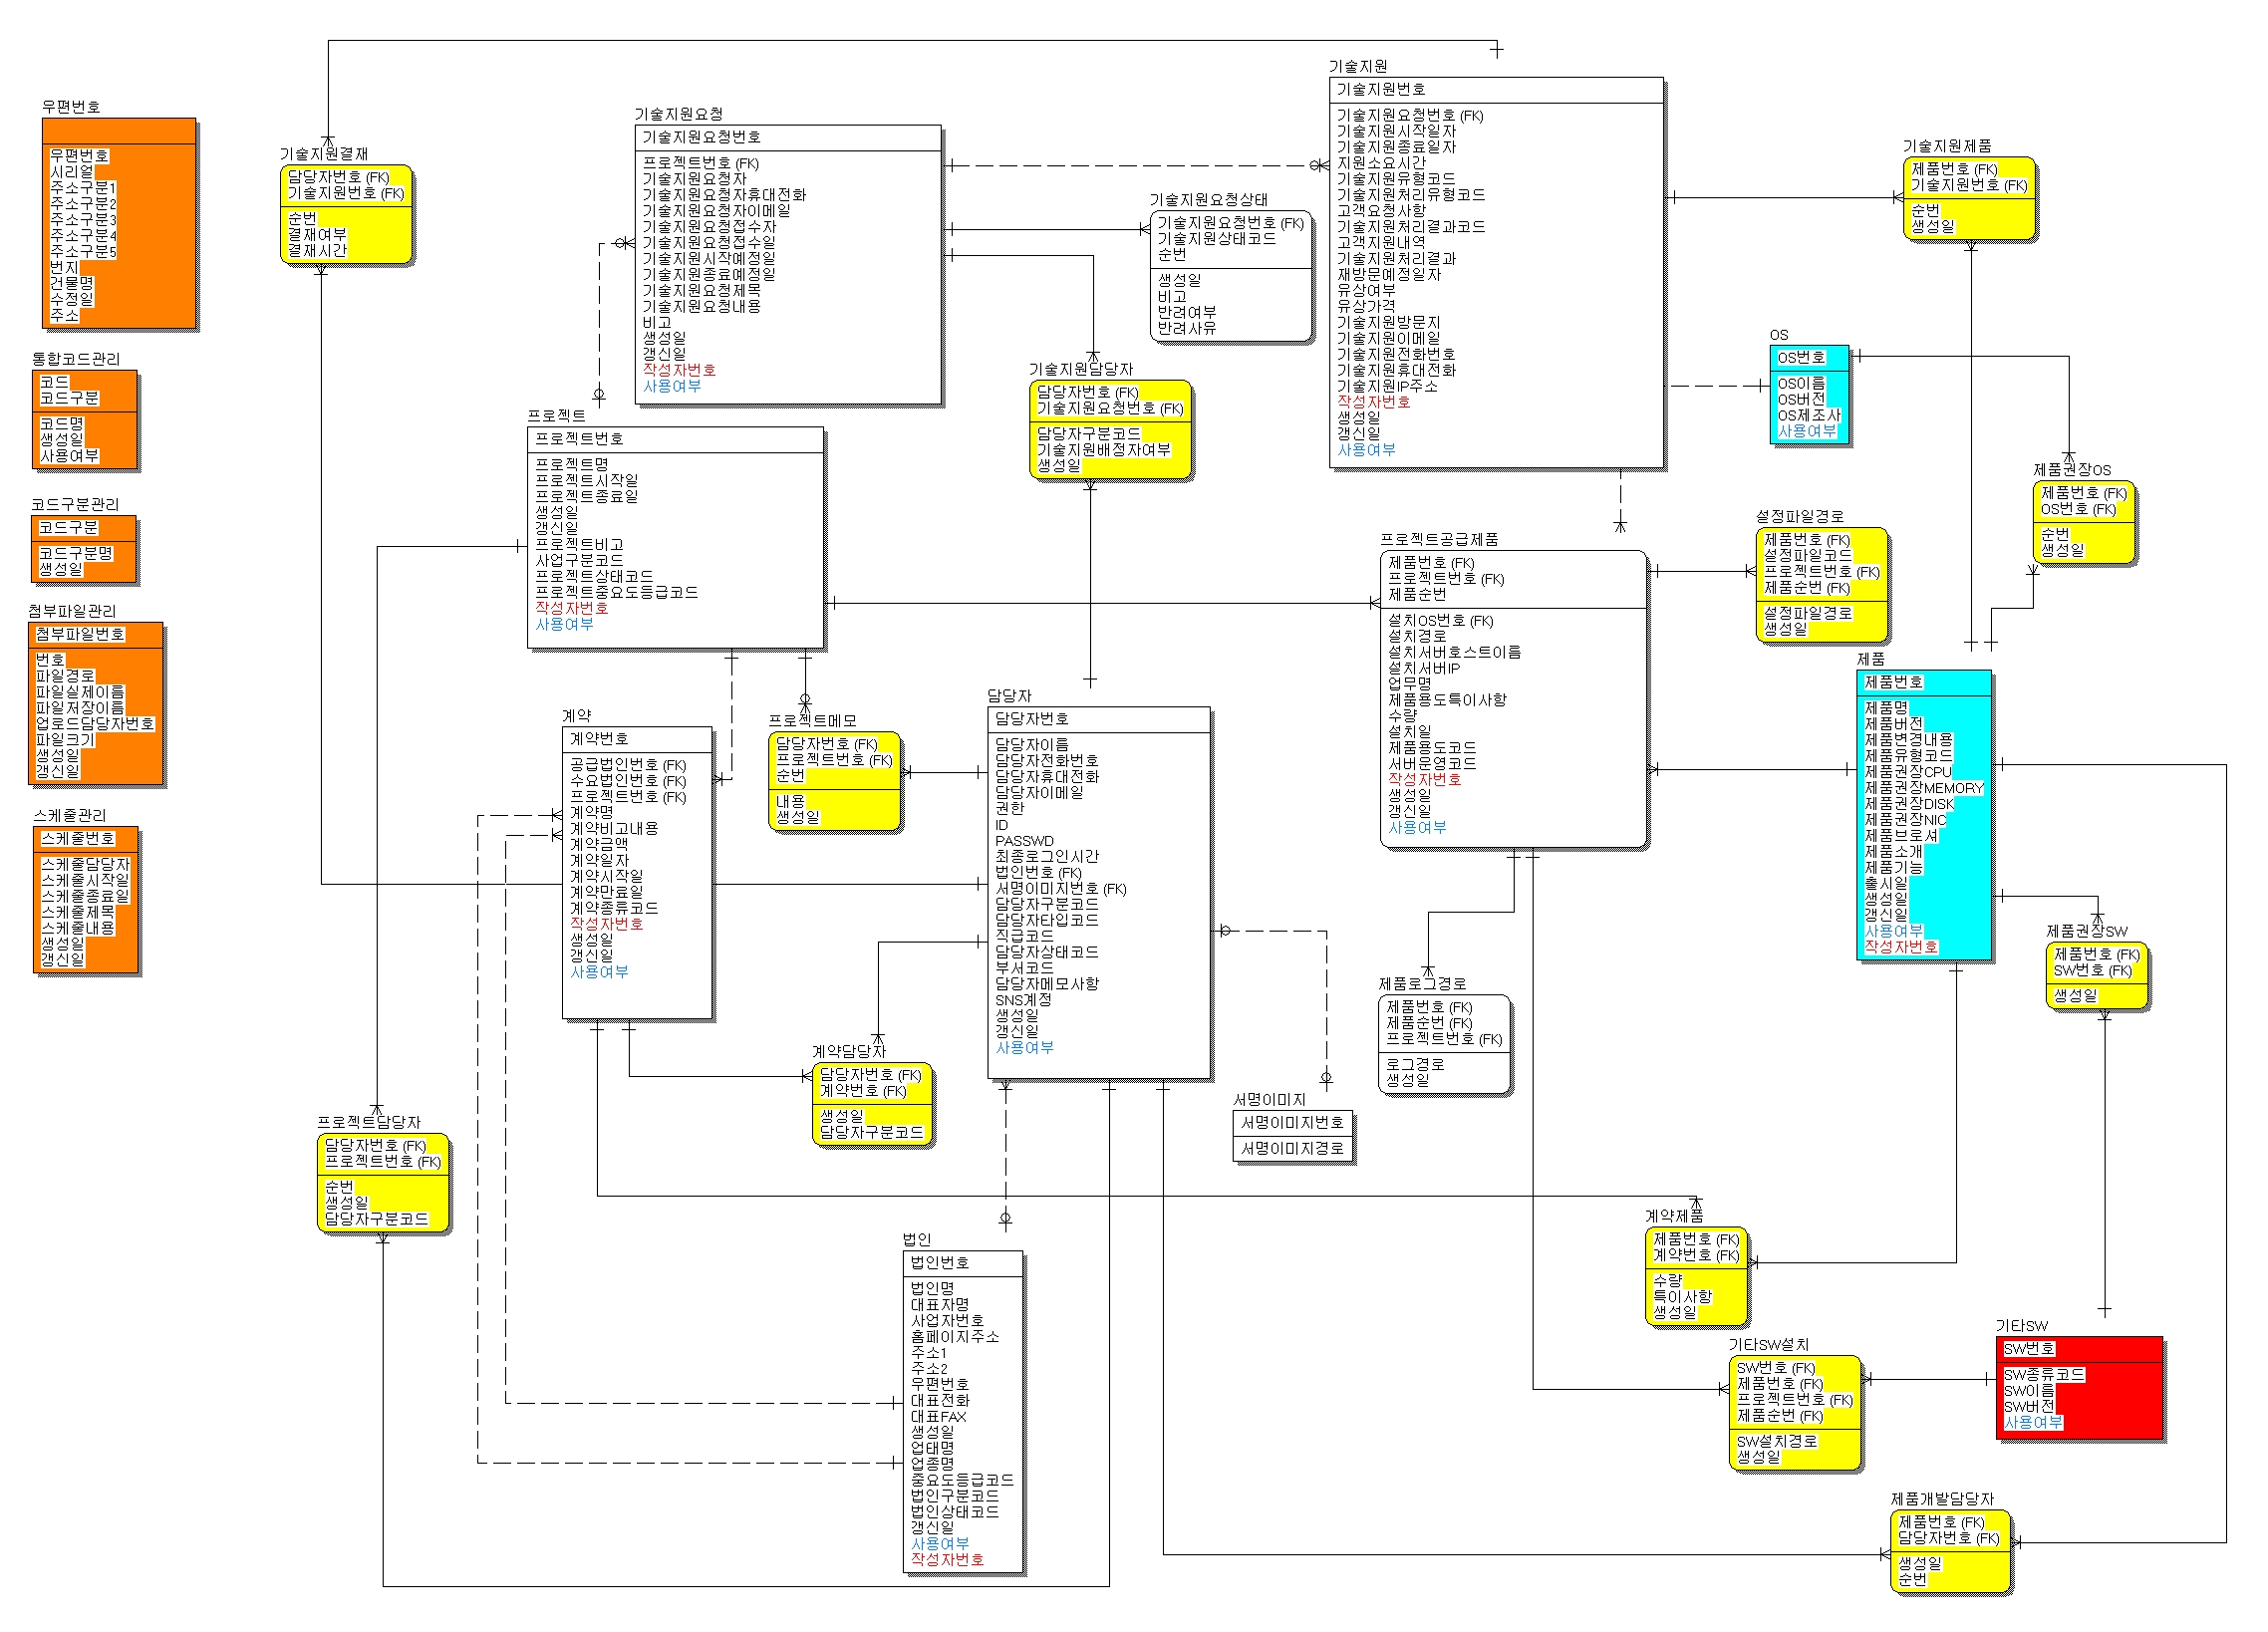 우편번호
우편번호
시리얼
주소구분1
주소구분2
주소구분3
주소구분4
주소구분5
번지
건물명
수정일
주소
통합코드관리
코드
코드구분
코드명
생성일
사용여부
코드구분관리
코드구분
코드구분명
생성일
첨부파일관리
첨부파일번호
번호
파일경로
파일실제이름
파일저장이름
업로드담당자번호
파일크기
생성일
갱신일
스케줄관리
스케줄번호
스케줄담당자
스케줄시작일
스케줄종료일
스케줄제목
스케줄내용
생성일
갱신일
기술지원결재
담당자번호 (FK)
기술지원번호 (FK)
순번
결재여부
결재시간
기술지원요청
기술지원요청번호
프로젝트번호 (FK)
기술지원요청자
기술지원요청자휴대전화
기술지원요청자이메일
기술지원요청접수자
기술지원요청접수일
기술지원시작예정일
기술지원종료예정일
기술지원요청제목
기술지원요청내용
비고
생성일
갱신일
작성자번호
사용여부
기술지원요청상태
기술지원요청번호 (FK)
기술지원상태코드
순번
생성일
비고
반려여부
반려사유
기술지원
기술지원번호
기술지원요청번호 (FK)
기술지원시작일자
기술지원종료일자
지원소요시간
기술지원유형코드
기술지원처리유형코드
고객요청사항
기술지원처리결과코드
고객지원내역
기술지원처리결과
재방문예정일자
유상여부
유상가격
기술지원방문지
기술지원이메일
기술지원전화번호
기술지원휴대전화
기술지원IP주소
작성자번호
생성일
갱신일
사용여부
기술지원제품
제품번호 (FK)
기술지원번호 (FK)
순번
생성일
OS
OS번호
OS이름
OS버전
OS제조사
사용여부
제품권장OS
제품번호 (FK)
OS번호 (FK)
순번
생성일
기술지원담당자
담당자번호 (FK)
기술지원요청번호 (FK)
담당자구분코드
기술지원배정자여부
생성일
프로젝트
프로젝트번호
프로젝트명
프로젝트시작일
프로젝트종료일
생성일
갱신일
프로젝트비고
사업구분코드
프로젝트상태코드
프로젝트중요도등급코드
작성자번호
사용여부
프로젝트공급제품
제품번호 (FK)
프로젝트번호 (FK)
제품순번
설치OS번호 (FK)
설치경로
설치서버호스트이름
설치서버IP
업무명
제품용도특이사항
수량
설치일
제품용도코드
서버운영코드
작성자번호
생성일
갱신일
사용여부
설정파일경로
제품번호 (FK)
설정파일코드
프로젝트번호 (FK)
제품순번 (FK)
설정파일경로
생성일
제품
제품번호
제품명
제품버전
제품변경내용
제품유형코드
제품권장CPU
제품권장MEMORY
제품권장DISK
제품권장NIC
제품브로셔
제품소개
제품기능
출시일
생성일
갱신일
사용여부
작성자번호
계약
계약번호
공급법인번호 (FK)
수요법인번호 (FK)
프로젝트번호 (FK)
계약명
계약비고내용
계약금액
계약일자
계약시작일
계약만료일
계약종류코드
작성자번호
생성일
갱신일
사용여부
프로젝트메모
담당자번호 (FK)
프로젝트번호 (FK)
순번
내용
생성일
담당자
담당자번호
담당자이름
담당자전화번호
담당자휴대전화
담당자이메일
권한
ID
PASSWD
최종로그인시간
법인번호 (FK)
서명이미지번호 (FK)
담당자구분코드
담당자타입코드
직급코드
담당자상태코드
부서코드
담당자메모사항
SNS계정
생성일
갱신일
사용여부
제품권장SW
제품번호 (FK)
SW번호 (FK)
생성일
제품로그경로
제품번호 (FK)
제품순번 (FK)
프로젝트번호 (FK)
로그경로
생성일
계약담당자
담당자번호 (FK)
계약번호 (FK)
생성일
담당자구분코드
서명이미지
서명이미지번호
서명이미지경로
프로젝트담당자
담당자번호 (FK)
프로젝트번호 (FK)
순번
생성일
담당자구분코드
법인
법인번호
법인명
대표자명
사업자번호
홈페이지주소
주소1
주소2
우편번호
대표전화
대표FAX
생성일
업태명
업종명
중요도등급코드
법인구분코드
법인상태코드
갱신일
사용여부
작성자번호
계약제품
제품번호 (FK)
계약번호 (FK)
수량
특이사항
생성일
기타SW설치
SW번호 (FK)
제품번호 (FK)
프로젝트번호 (FK)
제품순번 (FK)
SW설치경로
생성일
기타SW
SW번호
SW종류코드
SW이름
SW버전
사용여부
제품개발담당자
제품번호 (FK)
담당자번호 (FK)
생성일
순번